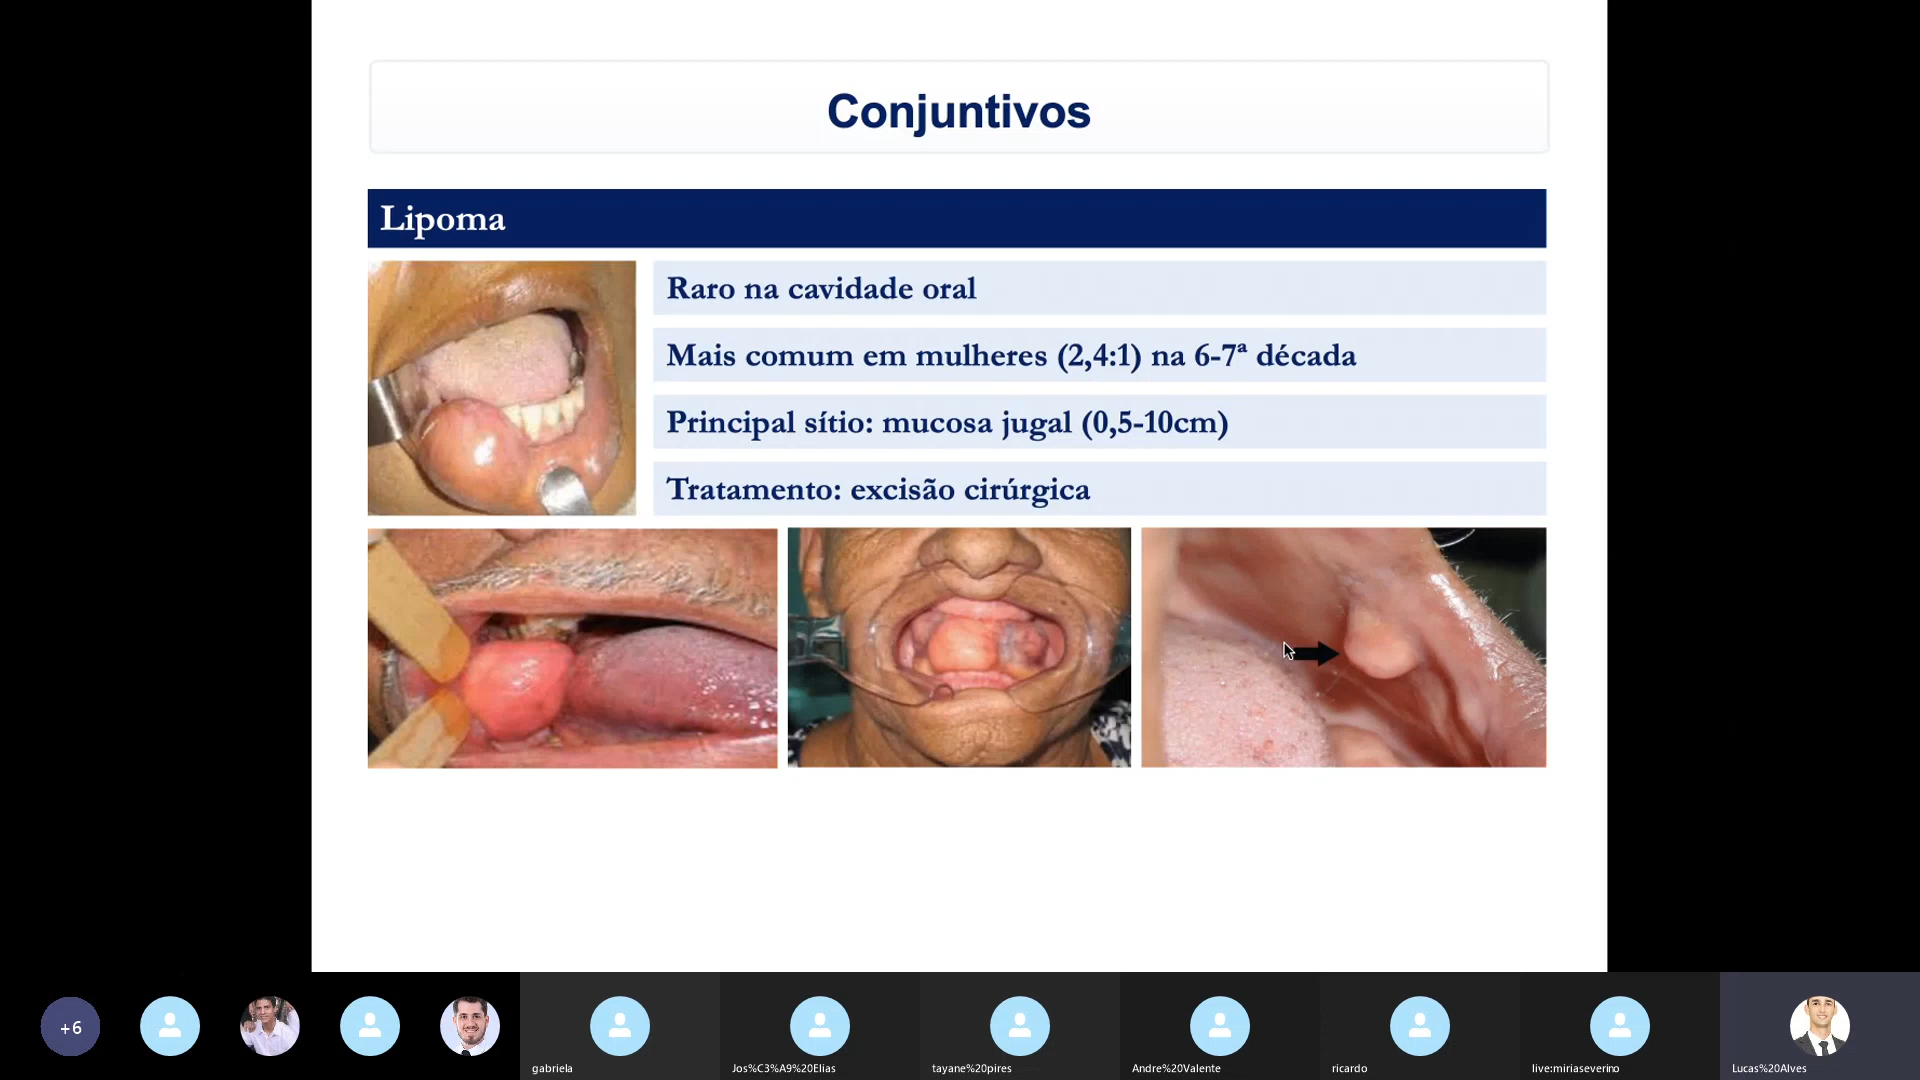 Conjuntivos
Lipoma
Raro na cavidade oral
Mais comum em mulheres (2,4:1) na 6-7ª década
Principal sítio: mucosa jugal (0,5-10cm)
Tratamento: excisão cirúrgica
+6
gabriela
Jos%C3%A9%20Elias
tayane%20pires
Andre%20Valente
ricardo
live:miriaseverino
Lucas%20Alves